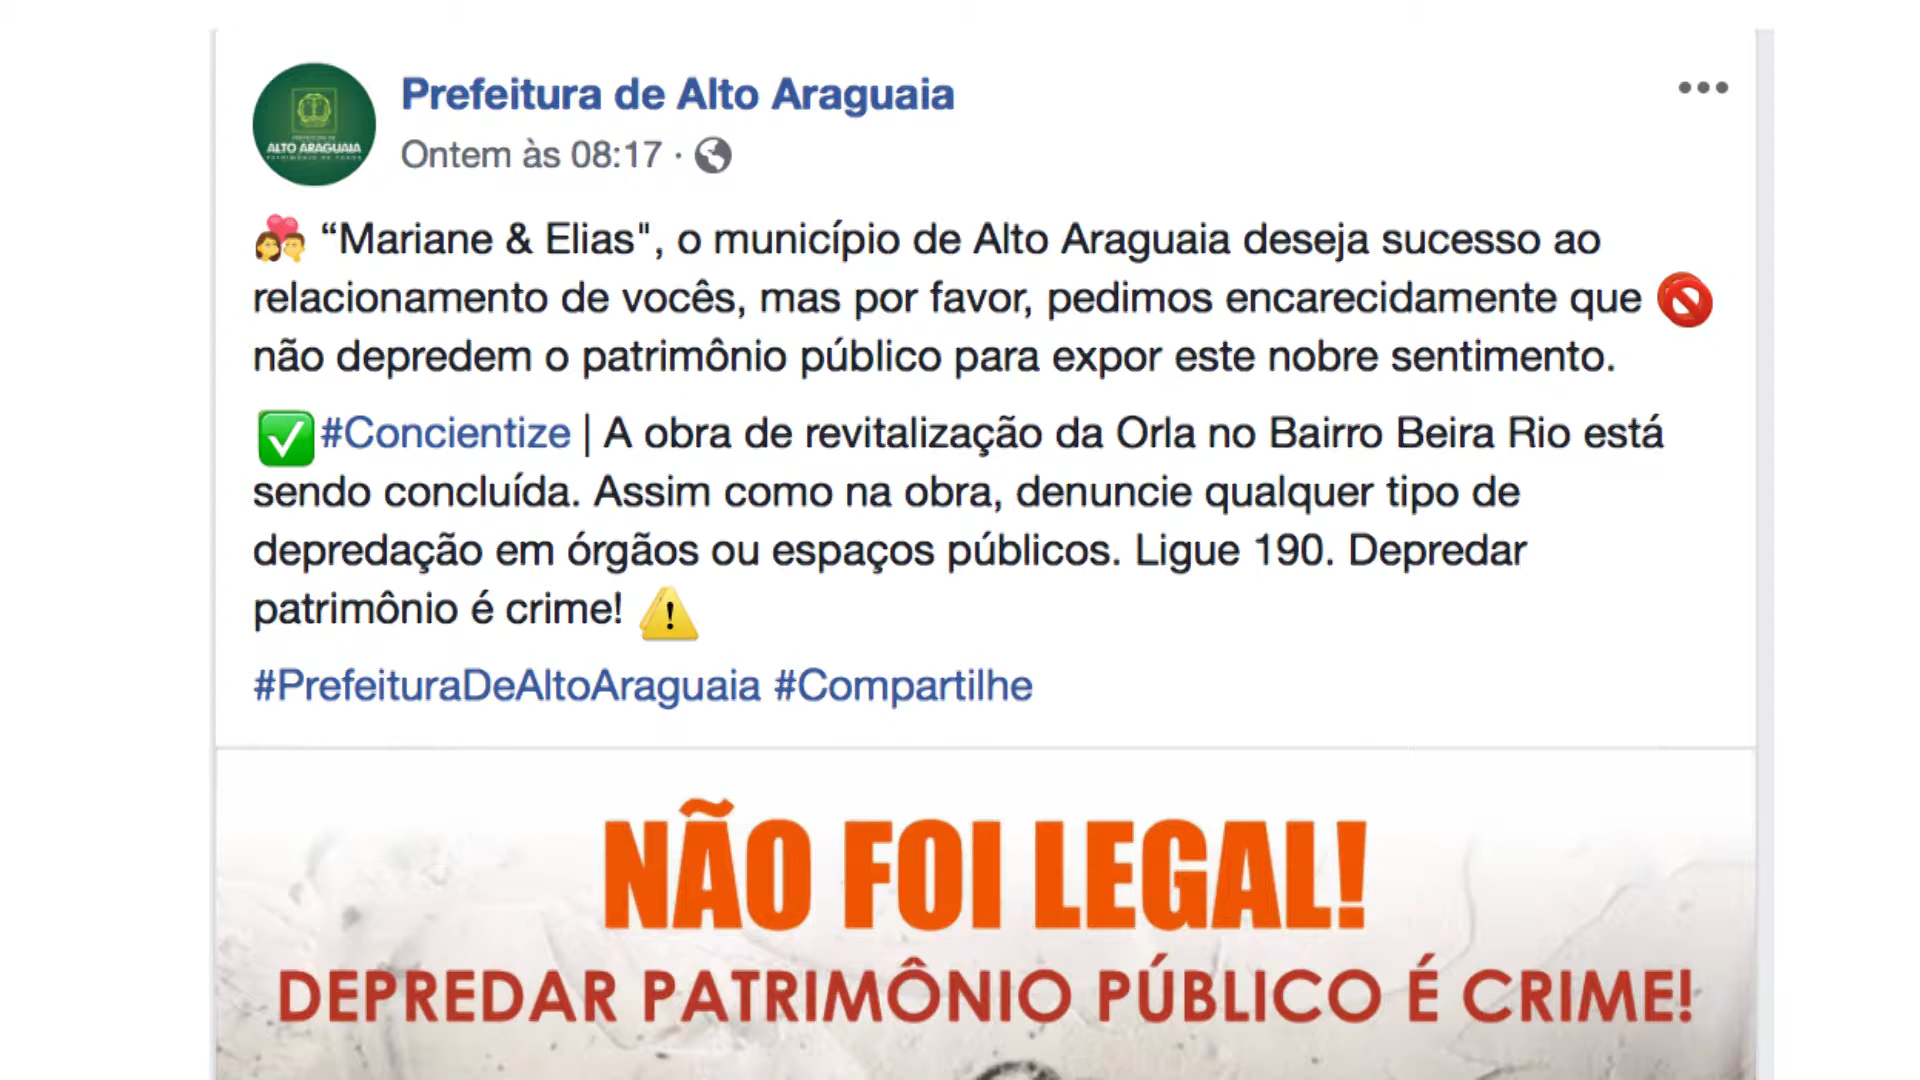 Prefeitura de Alto Araguaia
Ontem às 08:17 ·
ALTO ARAGUAIA
“Mariane & Elias", o município de Alto Araguaia deseja sucesso ao
relacionamento de vocês, mas por favor, pedimos encarecidamente que
não depredem o patrimônio público para expor este nobre sentimento.
#Concientize | A obra de revitalização da Orla no Bairro Beira Rio está
sendo concluída. Assim como na obra, denuncie qualquer tipo de
depredação em órgãos ou espaços públicos. Ligue 190. Depredar
patrimônio é crime!
#PrefeituraDeAltoAraguaia #Compartilhe
NÃO FOI LEGAL!
DEPREDAR PATRIMÔNIO PÚBLICO É CRIME!